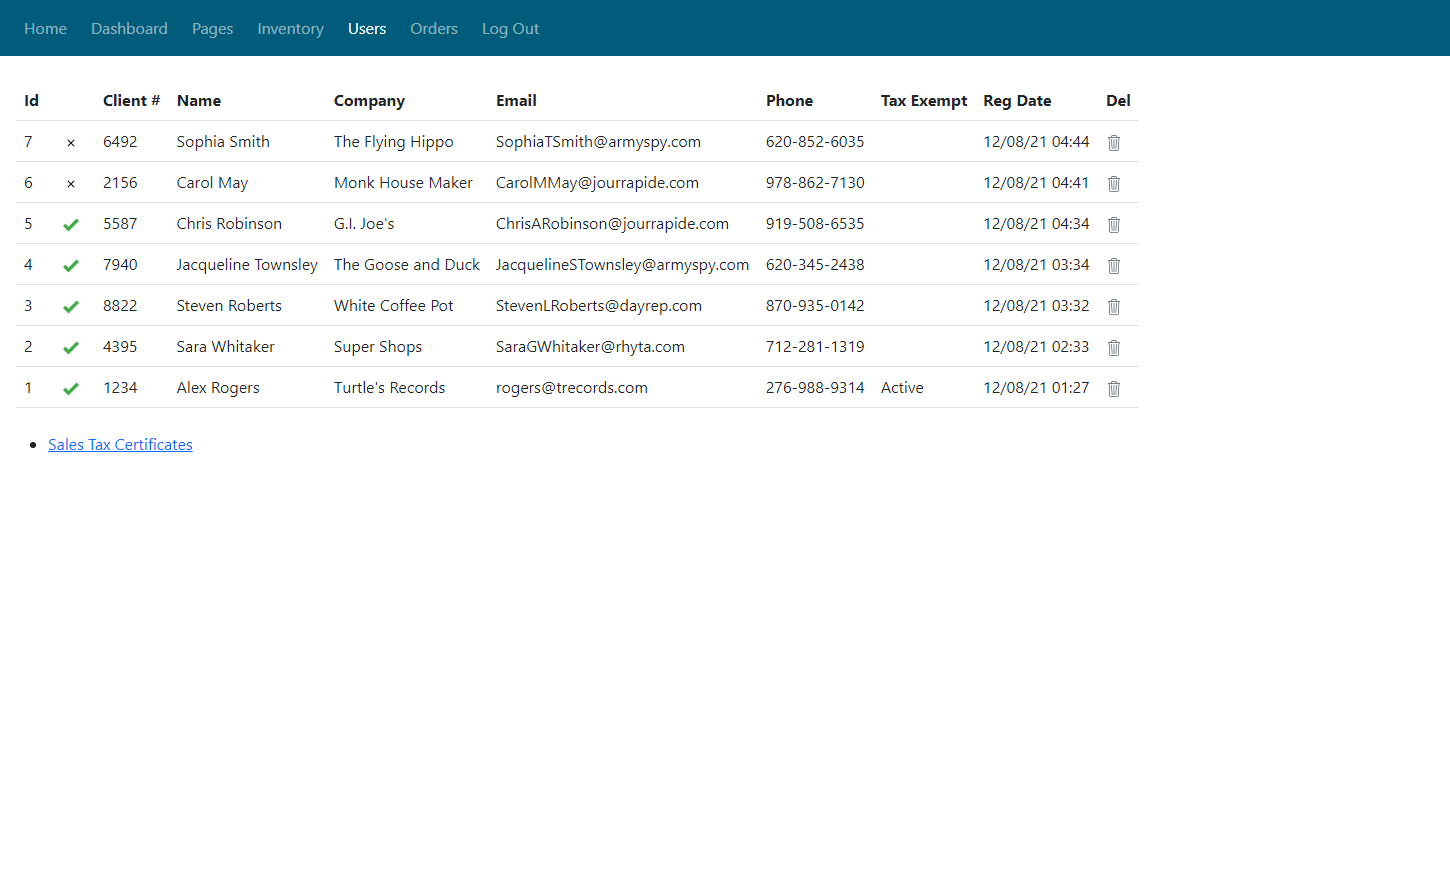 Home Dashboard Pages Inventory Users Orders Log Out
Id Client # Name Company Email Phone Tax Exempt Reg Date Del
7 × 6492 Sophia Smith The Flying Hippo SophiaTSmith@armyspy.com 620-852-6035 12/08/21 04:44
6 × 2156 Carol May Monk House Maker CarolMMay@jourrapide.com 978-862-7130 12/08/21 04:41
5 ✔ 5587 Chris Robinson G.I. Joe's ChrisARobinson@jourrapide.com 919-508-6535 12/08/21 04:34
4 ✔ 7940 Jacqueline Townsley The Goose and Duck JacquelineSTownsley@armyspy.com 620-345-2438 12/08/21 03:34
3 ✔ 8822 Steven Roberts White Coffee Pot StevenLRoberts@dayrep.com 870-935-0142 12/08/21 03:32
2 ✔ 4395 Sara Whitaker Super Shops SaraGWhitaker@rhyta.com 712-281-1319 12/08/21 02:33
1 ✔ 1234 Alex Rogers Turtle's Records rogers@trecords.com 276-988-9314 Active 12/08/21 01:27
• Sales Tax Certificates